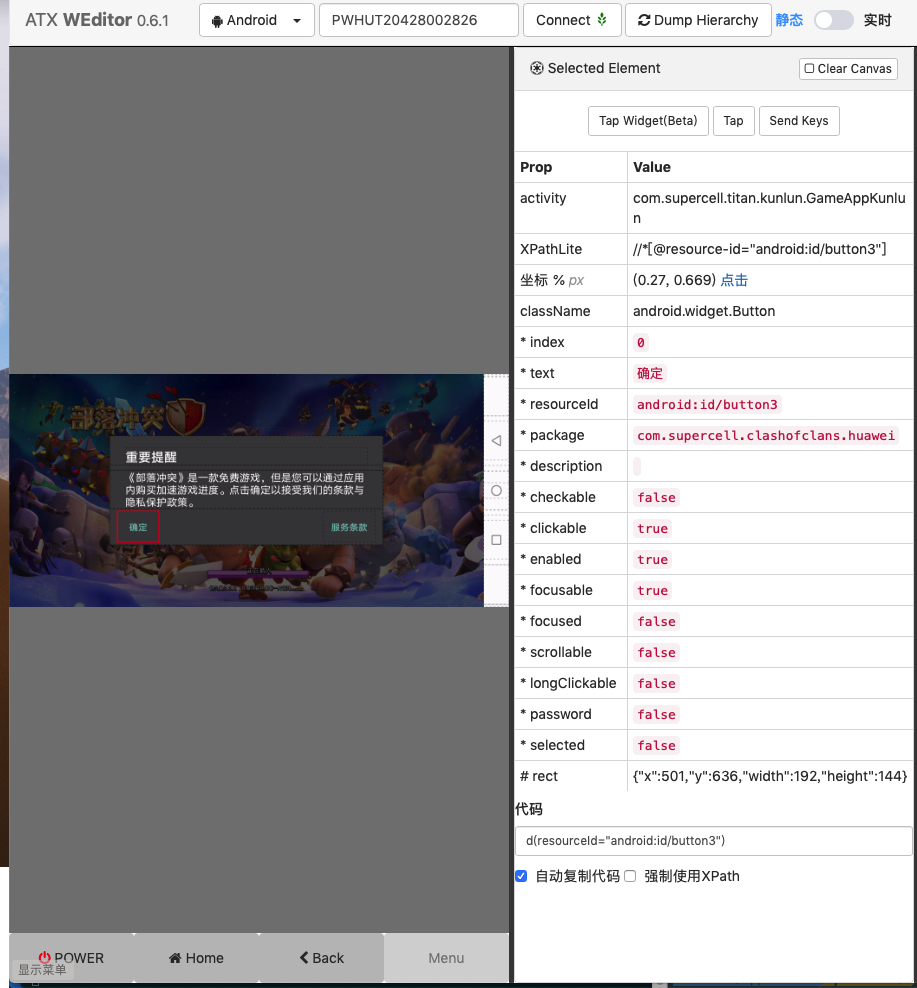 ATX WEditor 0.6.1
Android
PWHUT20428002826
Connect
Dump Hierarchy
静态
实时
Selected Element
Clear Canvas
Tap Widget(Beta)
Tap
Send Keys
Prop Value
activity com.supercell.titan.kunlun.GameAppKunlu
n
XPathLite //*[@resource-id="android:id/button3"]
坐标 % px (0.27, 0.669) 点击
className android.widget.Button
* index 0
* text 确定
* resourceId android:id/button3
* package com.supercell.clashofclans.huawei
* description
* checkable false
* clickable true
* enabled true
* focusable true
* focused false
* scrollable false
* longClickable false
* password false
* selected false
# rect {"x":501,"y":636,"width":192,"height":144}
代码
d(resourceId="android:id/button3")
自动复制代码 强制使用XPath
部落冲突
重要提醒
《部落冲突》是一款免费游戏，但是您可以通过应用
内购买加速游戏进度。点击确定以接受我们的条款与
隐私保护政策。
确定 服务条款
POWER
Home
Back
Menu
显示菜单